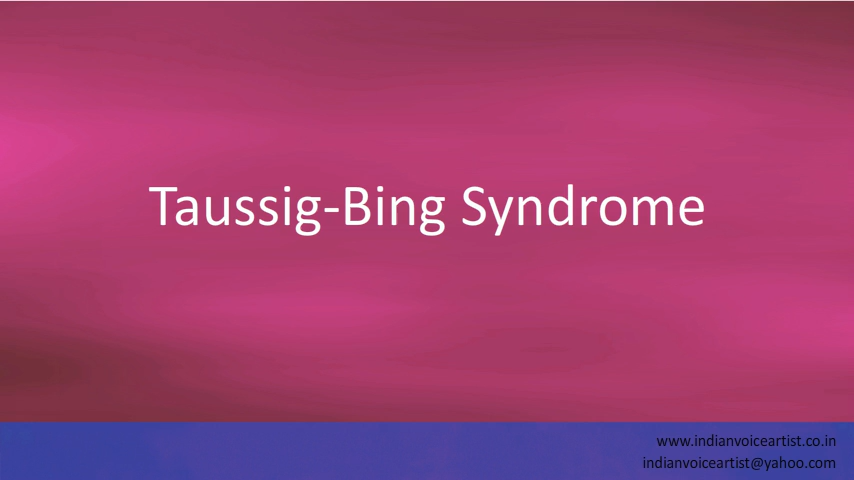 Taussig-Bing Syndrome
www.indianvoiceartist.co.in
indianvoiceartist@yahoo.com